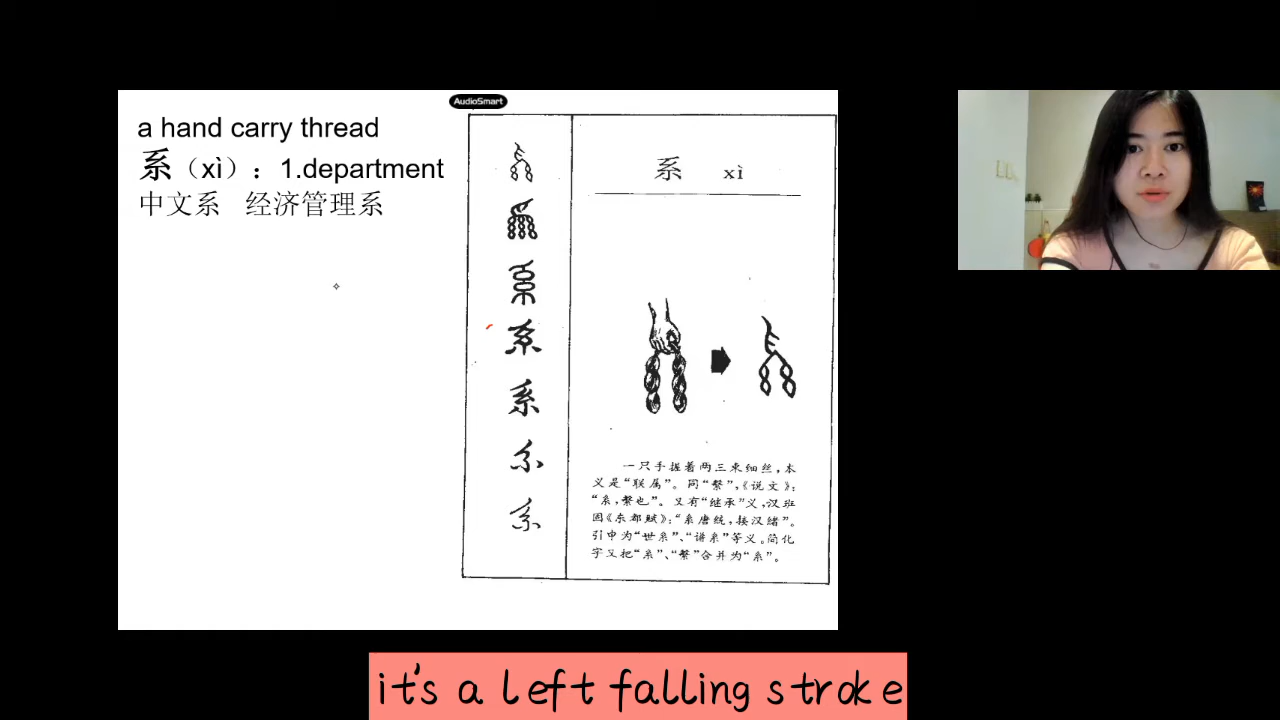 AudioSmart
a hand carry thread
系（xì）：1.department
中文系 经济管理系
系 xì
一只手握着两三束细丝，本
义是“联属”。同“繫”，《说文》：
“系，繫也”。又有“继承”义，汉班
固《东都赋》：“系唐统，接汉绪”。
引申为“世系”、“谱系”等义。简化
字又把“系”、“繫”合并为“系”。
it's a left falling stroke